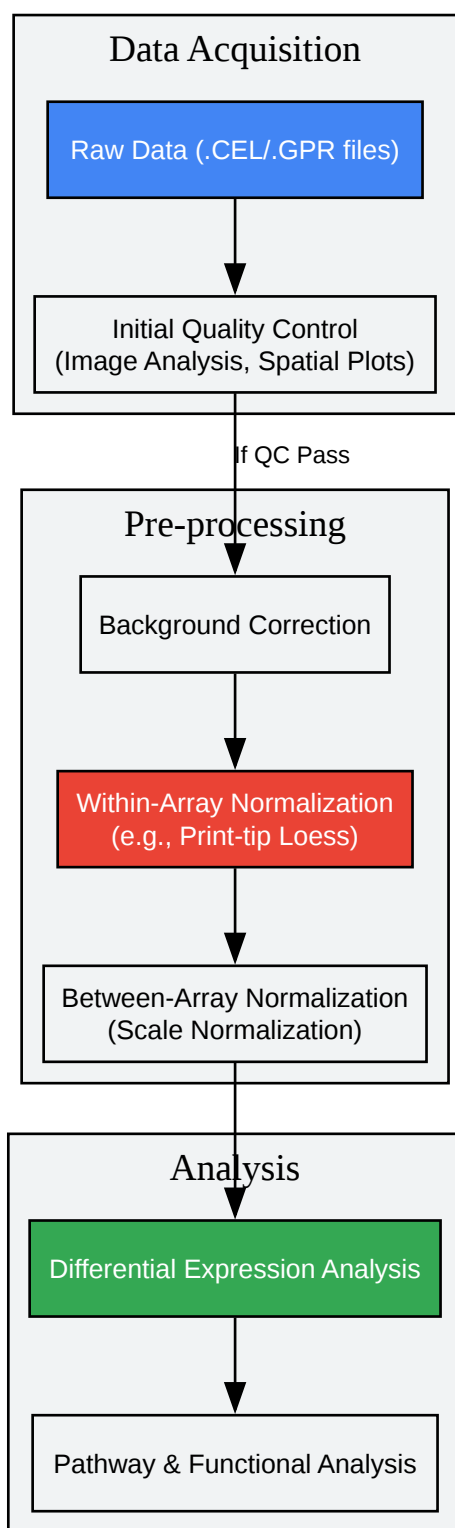 Data Acquisition
Raw Data (.CEL/.GPR files)
Initial Quality Control
(Image Analysis, Spatial Plots)
If QC Pass
Pre-processing
Background Correction
Within-Array Normalization
(e.g., Print-tip Loess)
Between-Array Normalization
(Scale Normalization)
Analysis
Differential Expression Analysis
Pathway & Functional Analysis